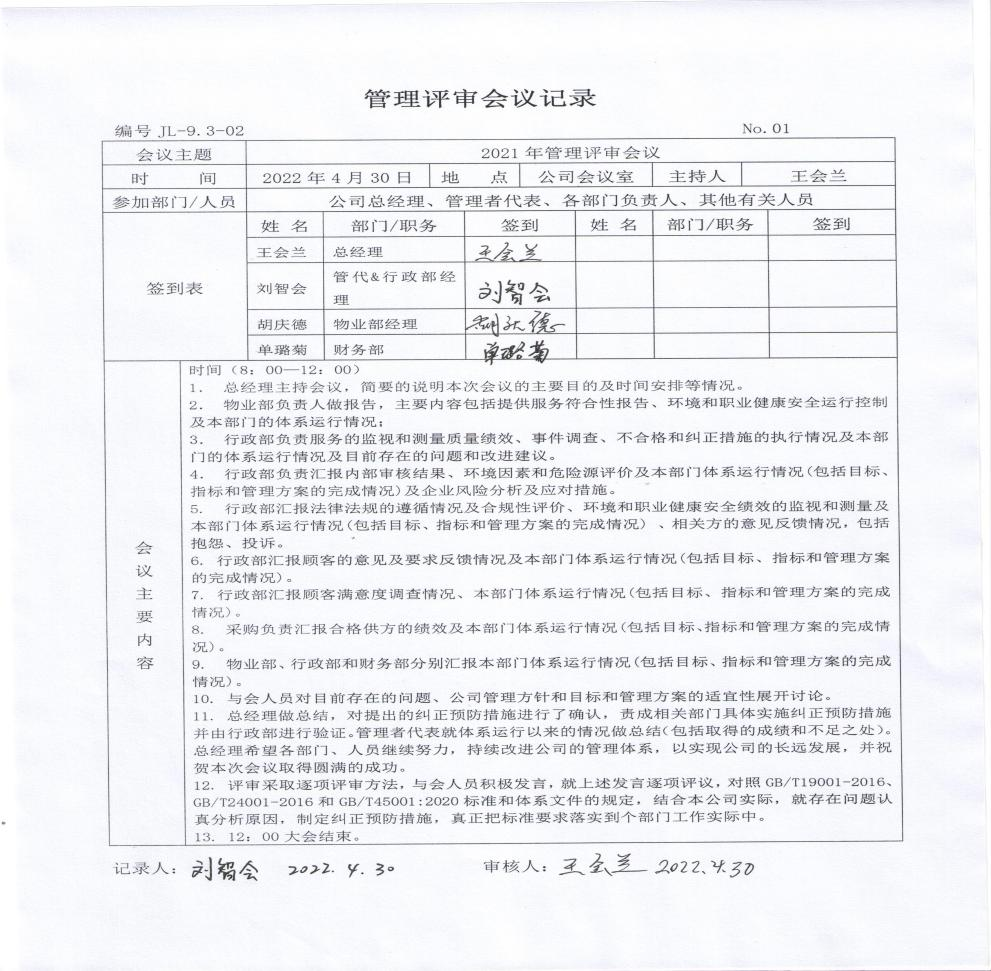 管理评审会议记录
编号 JL-9.3-02 No.01
会议主题 2021 年管理评审会议
时 间 2022 年 4 月 30 日 地 点 公司会议室 主持人 王会兰
参加部门/人员 公司总经理、管理者代表、各部门负责人、其他有关人员
签到表 姓 名 部门/职务 签到 姓 名 部门/职务 签到
王会兰 总经理 王会兰
刘智会 管代&行政部经理 刘智会
胡庆德 物业部经理 胡庆德
单璐菊 财务部 单璐菊
会议主要内容
时间（8：00—12：00）
1. 总经理主持会议，简要的说明本次会议的主要目的及时间安排等情况。
2. 物业部负责人做报告，主要内容包括提供服务符合性报告、环境和职业健康安全运行控制
及本部门的体系运行情况；
3. 行政部负责服务的监视和测量质量绩效、事件调查、不合格和纠正措施的执行情况及本部
门的体系运行情况及目前存在的问题和改进建议。
4. 行政部负责汇报内部审核结果、环境因素和危险源评价及本部门体系运行情况(包括目标、
指标和管理方案的完成情况)及企业风险分析及应对措施。
5. 行政部汇报法律法规的遵循情况及合规性评价、环境和职业健康安全绩效的监视和测量及
本部门体系运行情况(包括目标、指标和管理方案的完成情况) 、相关方的意见反馈情况，包括
抱怨、投诉。
6. 行政部汇报顾客的意见及要求反馈情况及本部门体系运行情况(包括目标、指标和管理方案
的完成情况)。
7. 行政部汇报顾客满意度调查情况、本部门体系运行情况(包括目标、指标和管理方案的完成
情况)。
8. 采购负责汇报合格供方的绩效及本部门体系运行情况(包括目标、指标和管理方案的完成情
况)。
9. 物业部、行政部和财务部分别汇报本部门体系运行情况(包括目标、指标和管理方案的完成
情况)。
10. 与会人员对目前存在的问题、公司管理方针和目标和管理方案的适宜性展开讨论。
11. 总经理做总结，对提出的纠正预防措施进行了确认，责成相关部门具体实施纠正预防措施
并由行政部进行验证。管理者代表就体系运行以来的情况做总结(包括取得的成绩和不足之处)。
总经理希望各部门、人员继续努力，持续改进公司的管理体系，以实现公司的长远发展，并祝
贺本次会议取得圆满的成功。
12. 评审采取逐项评审方法，与会人员积极发言，就上述发言逐项评议，对照 GB/T19001-2016、
GB/T24001-2016 和 GB/T45001:2020 标准和体系文件的规定，结合本公司实际，就存在问题认
真分析原因，制定纠正预防措施，真正把标准要求落实到个部门工作实际中。
13. 12：00 大会结束。
记录人：刘智会 2022.4.30 审核人：王会兰 2022.4.30